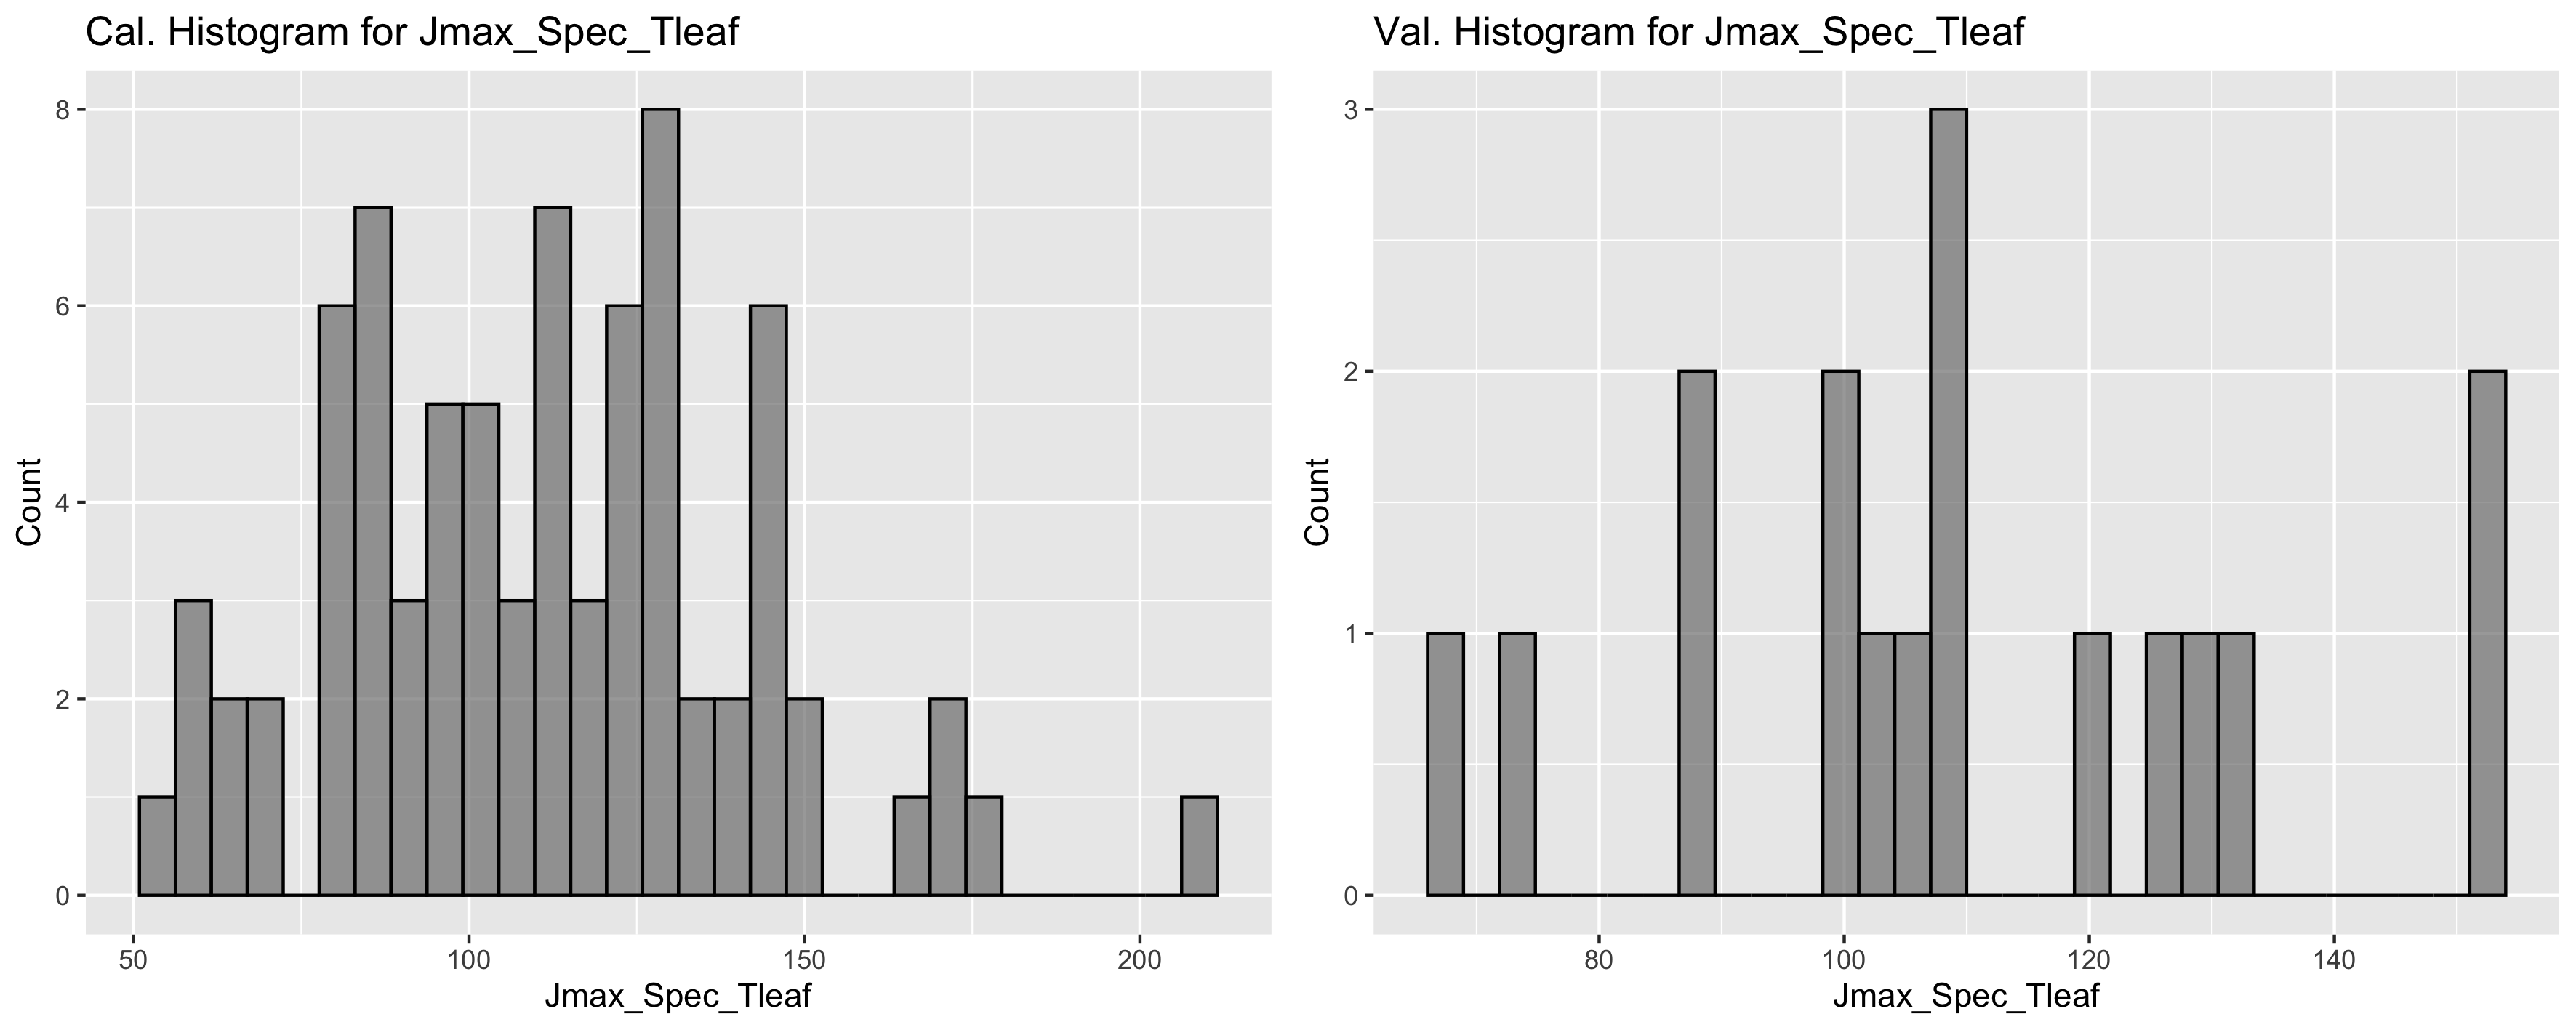 Cal. Histogram for Jmax_Spec_Tleaf
8
6
4
2
0
Count
50 100 150 200
Jmax_Spec_Tleaf
Val. Histogram for Jmax_Spec_Tleaf
3
2
1
0
Count
80 100 120 140
Jmax_Spec_Tleaf